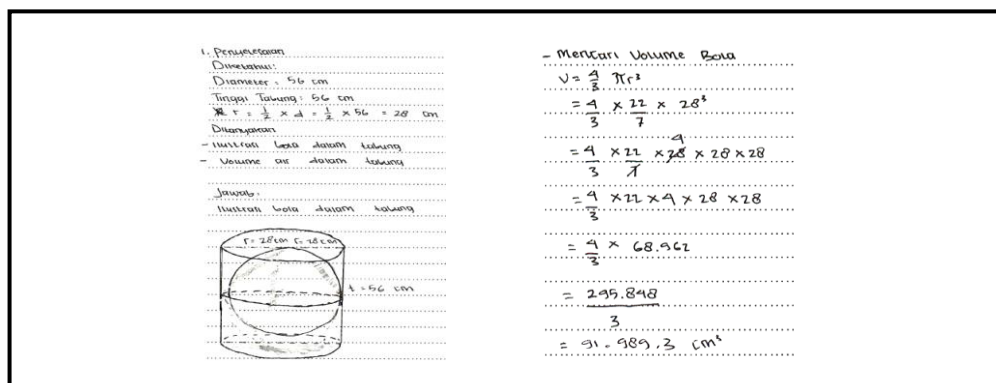 1. Penyelesaian
Diketahui:
Diameter : 56 cm
Tinggi Tabung : 56 cm
r = 1/2 × d = 1/2 × 56 = 28 cm
Ditanyakan
- Ilustrasi bola dalam tabung
- Volume air dalam tabung
Jawab:
Ilustrasi bola dalam tabung
r = 28 cm r = 28 cm
t = 56 cm
- Mencari Volume Bola
V = 4/3 πr³
= 4/3 × 22/7 × 28³
4
= 4/3 × 22/7 × 28 × 28 × 28
= 4/3 × 22 × 4 × 28 × 28
= 4/3 × 68.962
= 295.848/3
= 91.989.3 cm³